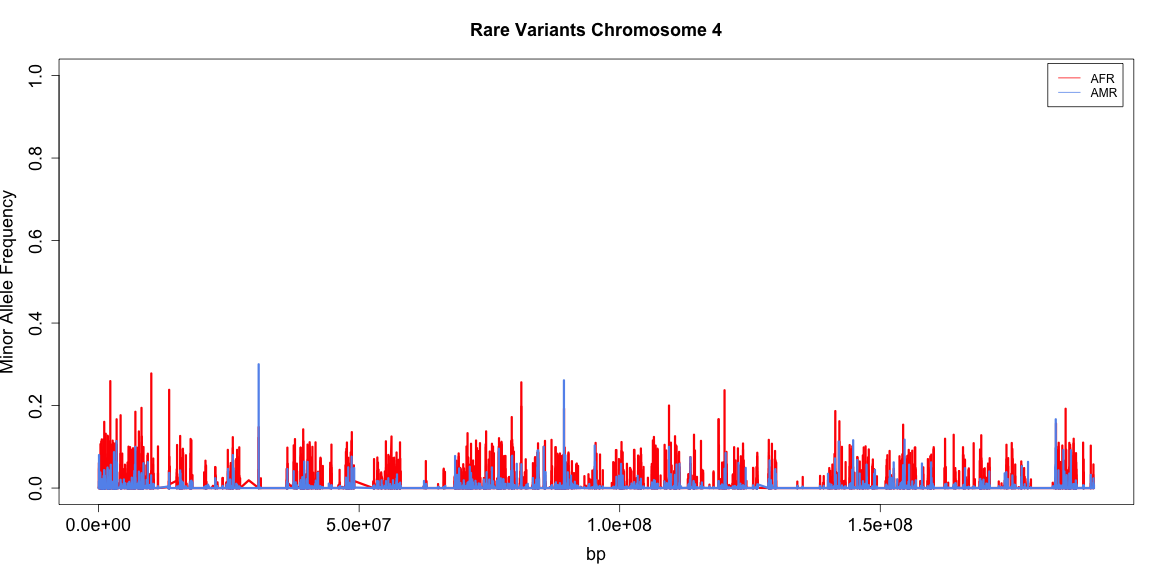 Rare Variants Chromosome 4
Minor Allele Frequency
1.0
0.8
0.6
0.4
0.2
0.0
AFR
AMR
0.0e+00 5.0e+07 1.0e+08 1.5e+08
bp